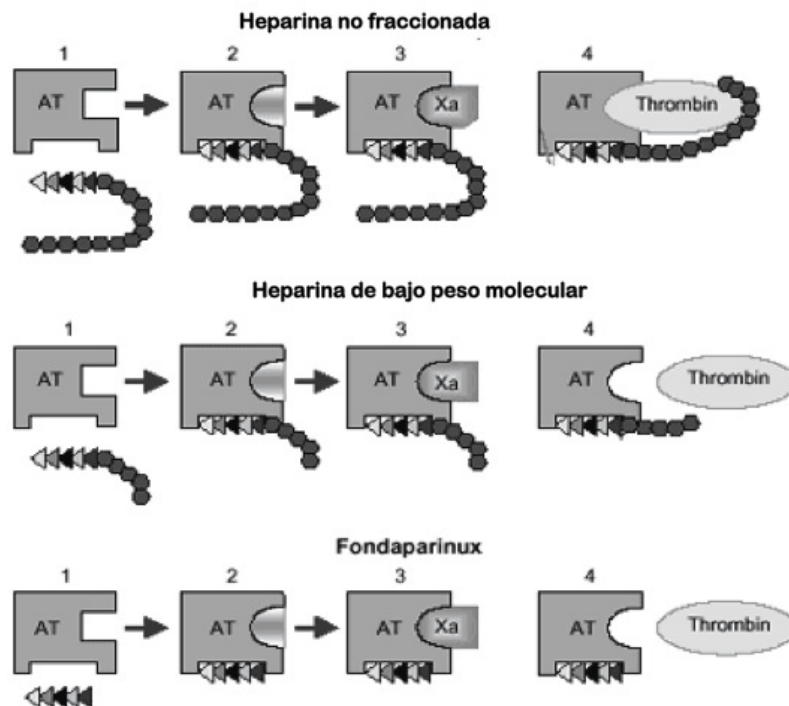 Heparina no fraccionada
1 2 3 4
AT AT AT Xa AT Thrombin
Heparina de bajo peso molecular
1 2 3 4
AT AT AT Xa AT Thrombin
Fondaparinux
1 2 3 4
AT AT AT Xa AT Thrombin